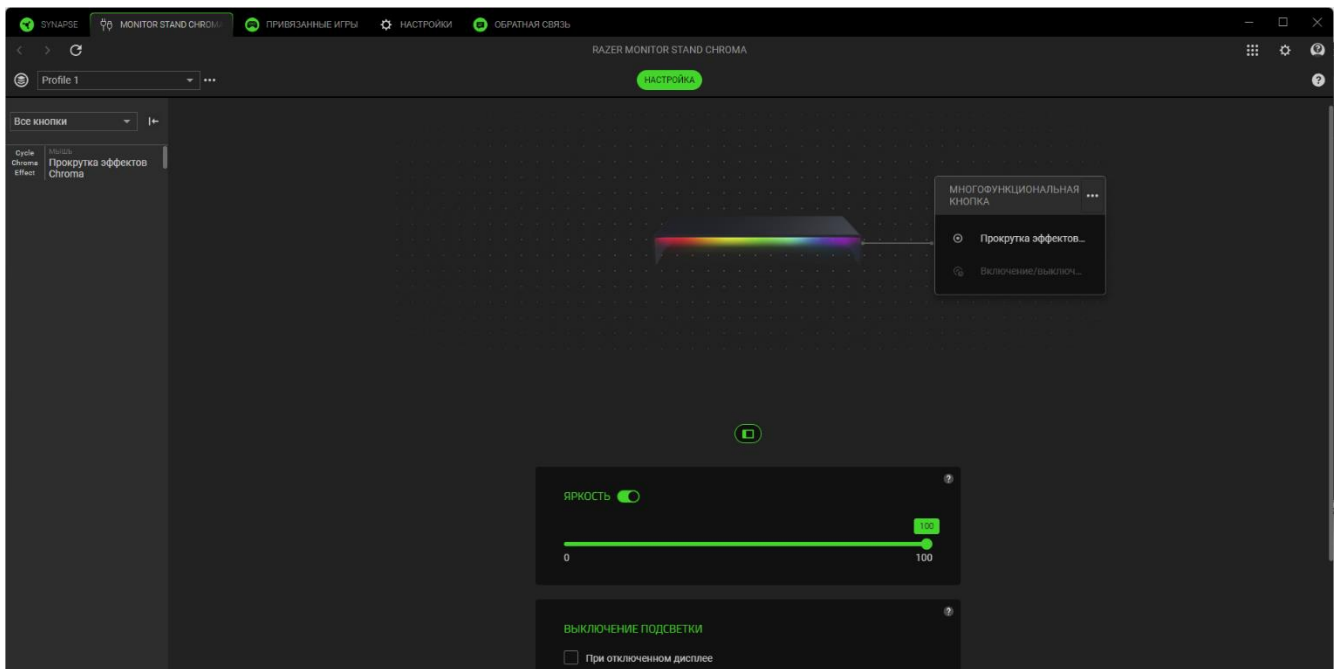 SYNAPSE
MONITOR STAND CHROMA
ПРИВЯЗАННЫЕ ИГРЫ
НАСТРОЙКИ
ОБРАТНАЯ СВЯЗЬ
RAZER MONITOR STAND CHROMA
Profile 1
НАСТРОЙКА
Все кнопки
Cycle
Chroma
Effect
МЫШЬ
Прокрутка эффектов
Chroma
МНОГОФУНКЦИОНАЛЬНАЯ
КНОПКА
Прокрутка эффектов...
Включение/выключ...
ЯРКОСТЬ
100
0
100
ВЫКЛЮЧЕНИЕ ПОДСВЕТКИ
При отключенном дисплее